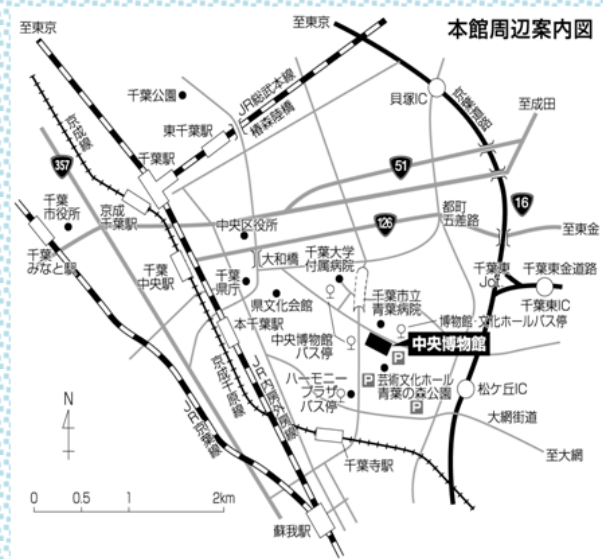 本館周辺案内図
至東京
至東京
千葉公園
JR総武本線
椿森陸橋
貝塚IC
京葉道路
至成田
東千葉駅
京成線
千葉駅
357
51
16
千葉
市役所
京成
千葉駅
中央区役所
126
都町
五差路
至東金
千葉
みなと駅
千葉
中央駅
大和橋
千葉大学
付属病院
千葉
県庁
県文化会館
千葉市立
青葉病院
千葉東
Jct.
千葉東金道路
千葉東IC
博物館・文化ホールバス停
本千葉駅
中央博物館
バス停
中央博物館
P
P
芸術文化ホール
青葉の森公園
P
京成千原線
JR内房外房線
ハーモニー
プラザ
バス停
松ケ丘IC
大網街道
JR京葉線
千葉寺駅
至大網
N
0 0.5 1 2km
蘇我駅